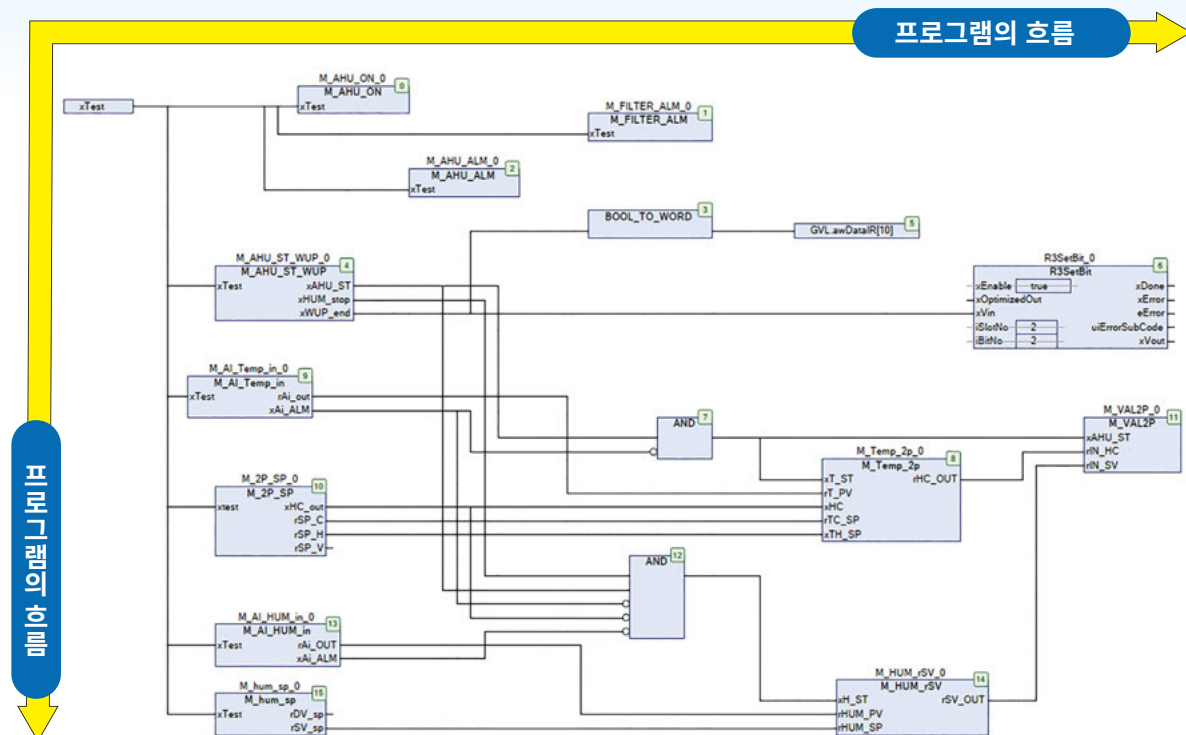 프로그램의 흐름
프로그램의 흐름
xTest
M_AHU_ON_0
M_AHU_ON
0
xTest
M_FILTER_ALM_0
M_FILTER_ALM
1
xTest
M_AHU_ALM_0
M_AHU_ALM
2
xTest
BOOL_TO_WORD
3
GVL.awDataIR[10]
5
M_AHU_ST_WUP_0
M_AHU_ST_WUP
4
xTest
xAHU_ST
xHUM_stop
xWUP_end
R3SetBit_0
R3SetBit
6
xEnable true xDone
xOptimizedOut xError
xVin eError
iSlotNo 2 uiErrorSubCode
iBitNo 2 xVout
M_AI_Temp_in_0
M_AI_Temp_in
9
xTest rAi_out
xAi_ALM
AND
7
M_VAL2P_0
M_VAL2P
11
xAHU_ST
rIN_HC
rIN_SV
M_Temp_2p_0
M_Temp_2p
8
xT_ST rHC_OUT
rT_PV
xHC
rTC_SP
xTH_SP
M_2P_SP_0
M_2P_SP
10
xtest xHC_out
rSP_C
rSP_H
rSP_V
AND
12
M_AI_HUM_in_0
M_AI_HUM_in
13
xTest rAi_OUT
xAi_ALM
M_HUM_rSV_0
M_HUM_rSV
14
xH_ST rSV_OUT
rHUM_PV
rHUM_SP
M_hum_sp_0
M_hum_sp
15
xTest rDV_sp
rSV_sp